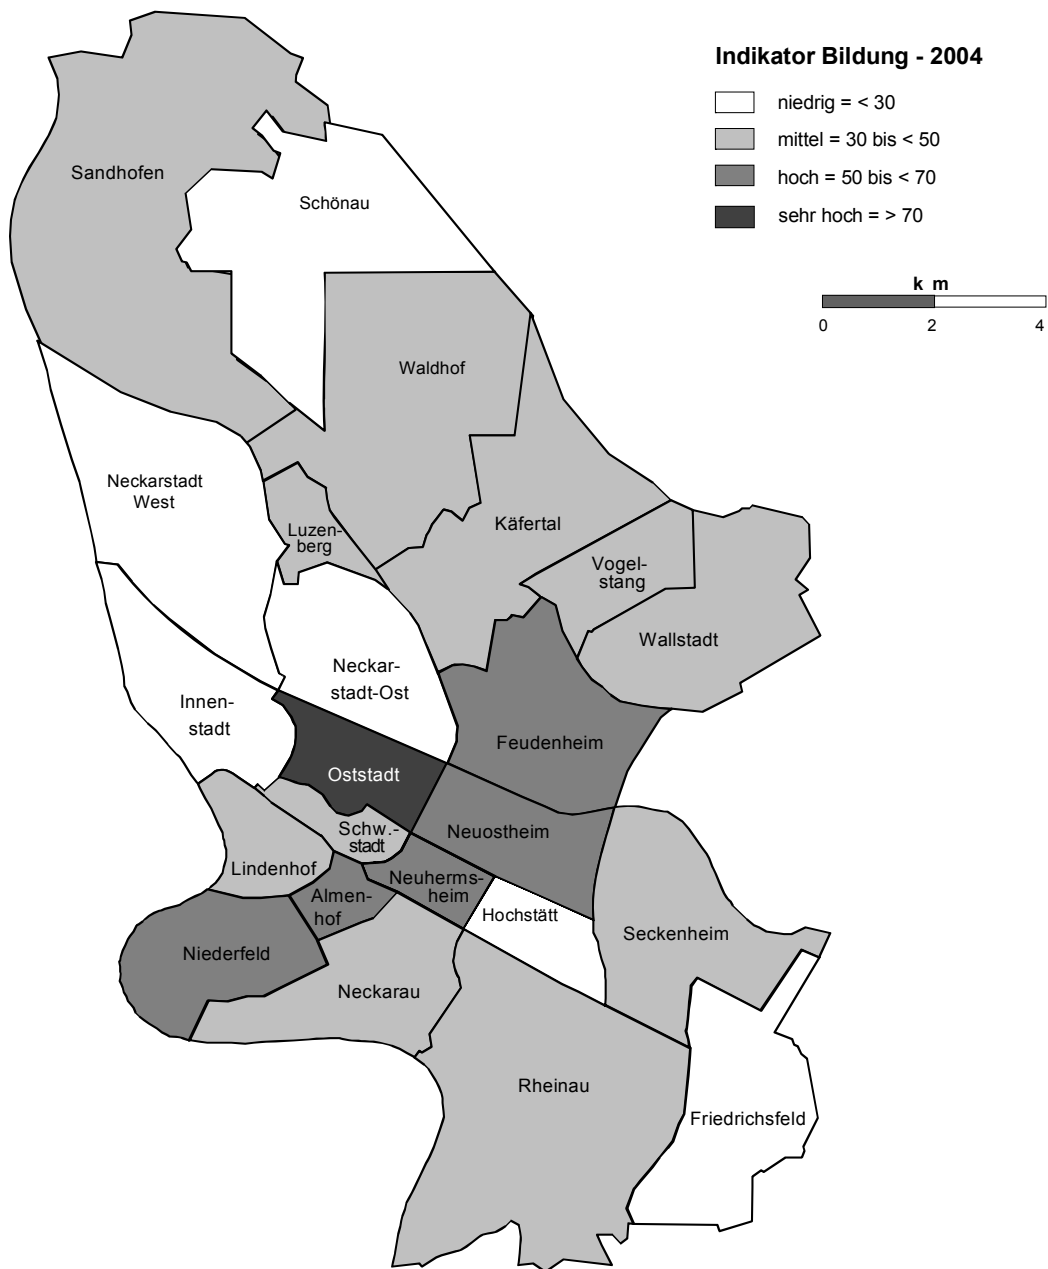 Indikator Bildung - 2004
niedrig = < 30
mittel = 30 bis < 50
hoch = 50 bis < 70
sehr hoch = > 70
k m
0 2 4
Sandhofen
Schönau
Waldhof
Neckarstadt
West
Luzen-
berg
Käfertal
Vogel-
stang
Wallstadt
Neckar-
stadt-Ost
Innen-
stadt
Feudenheim
Oststadt
Schw.-
stadt
Neuostheim
Lindenhof
Almen-
hof
Neuherms-
heim
Hochstätt
Seckenheim
Niederfeld
Neckarau
Rheinau
Friedrichsfeld